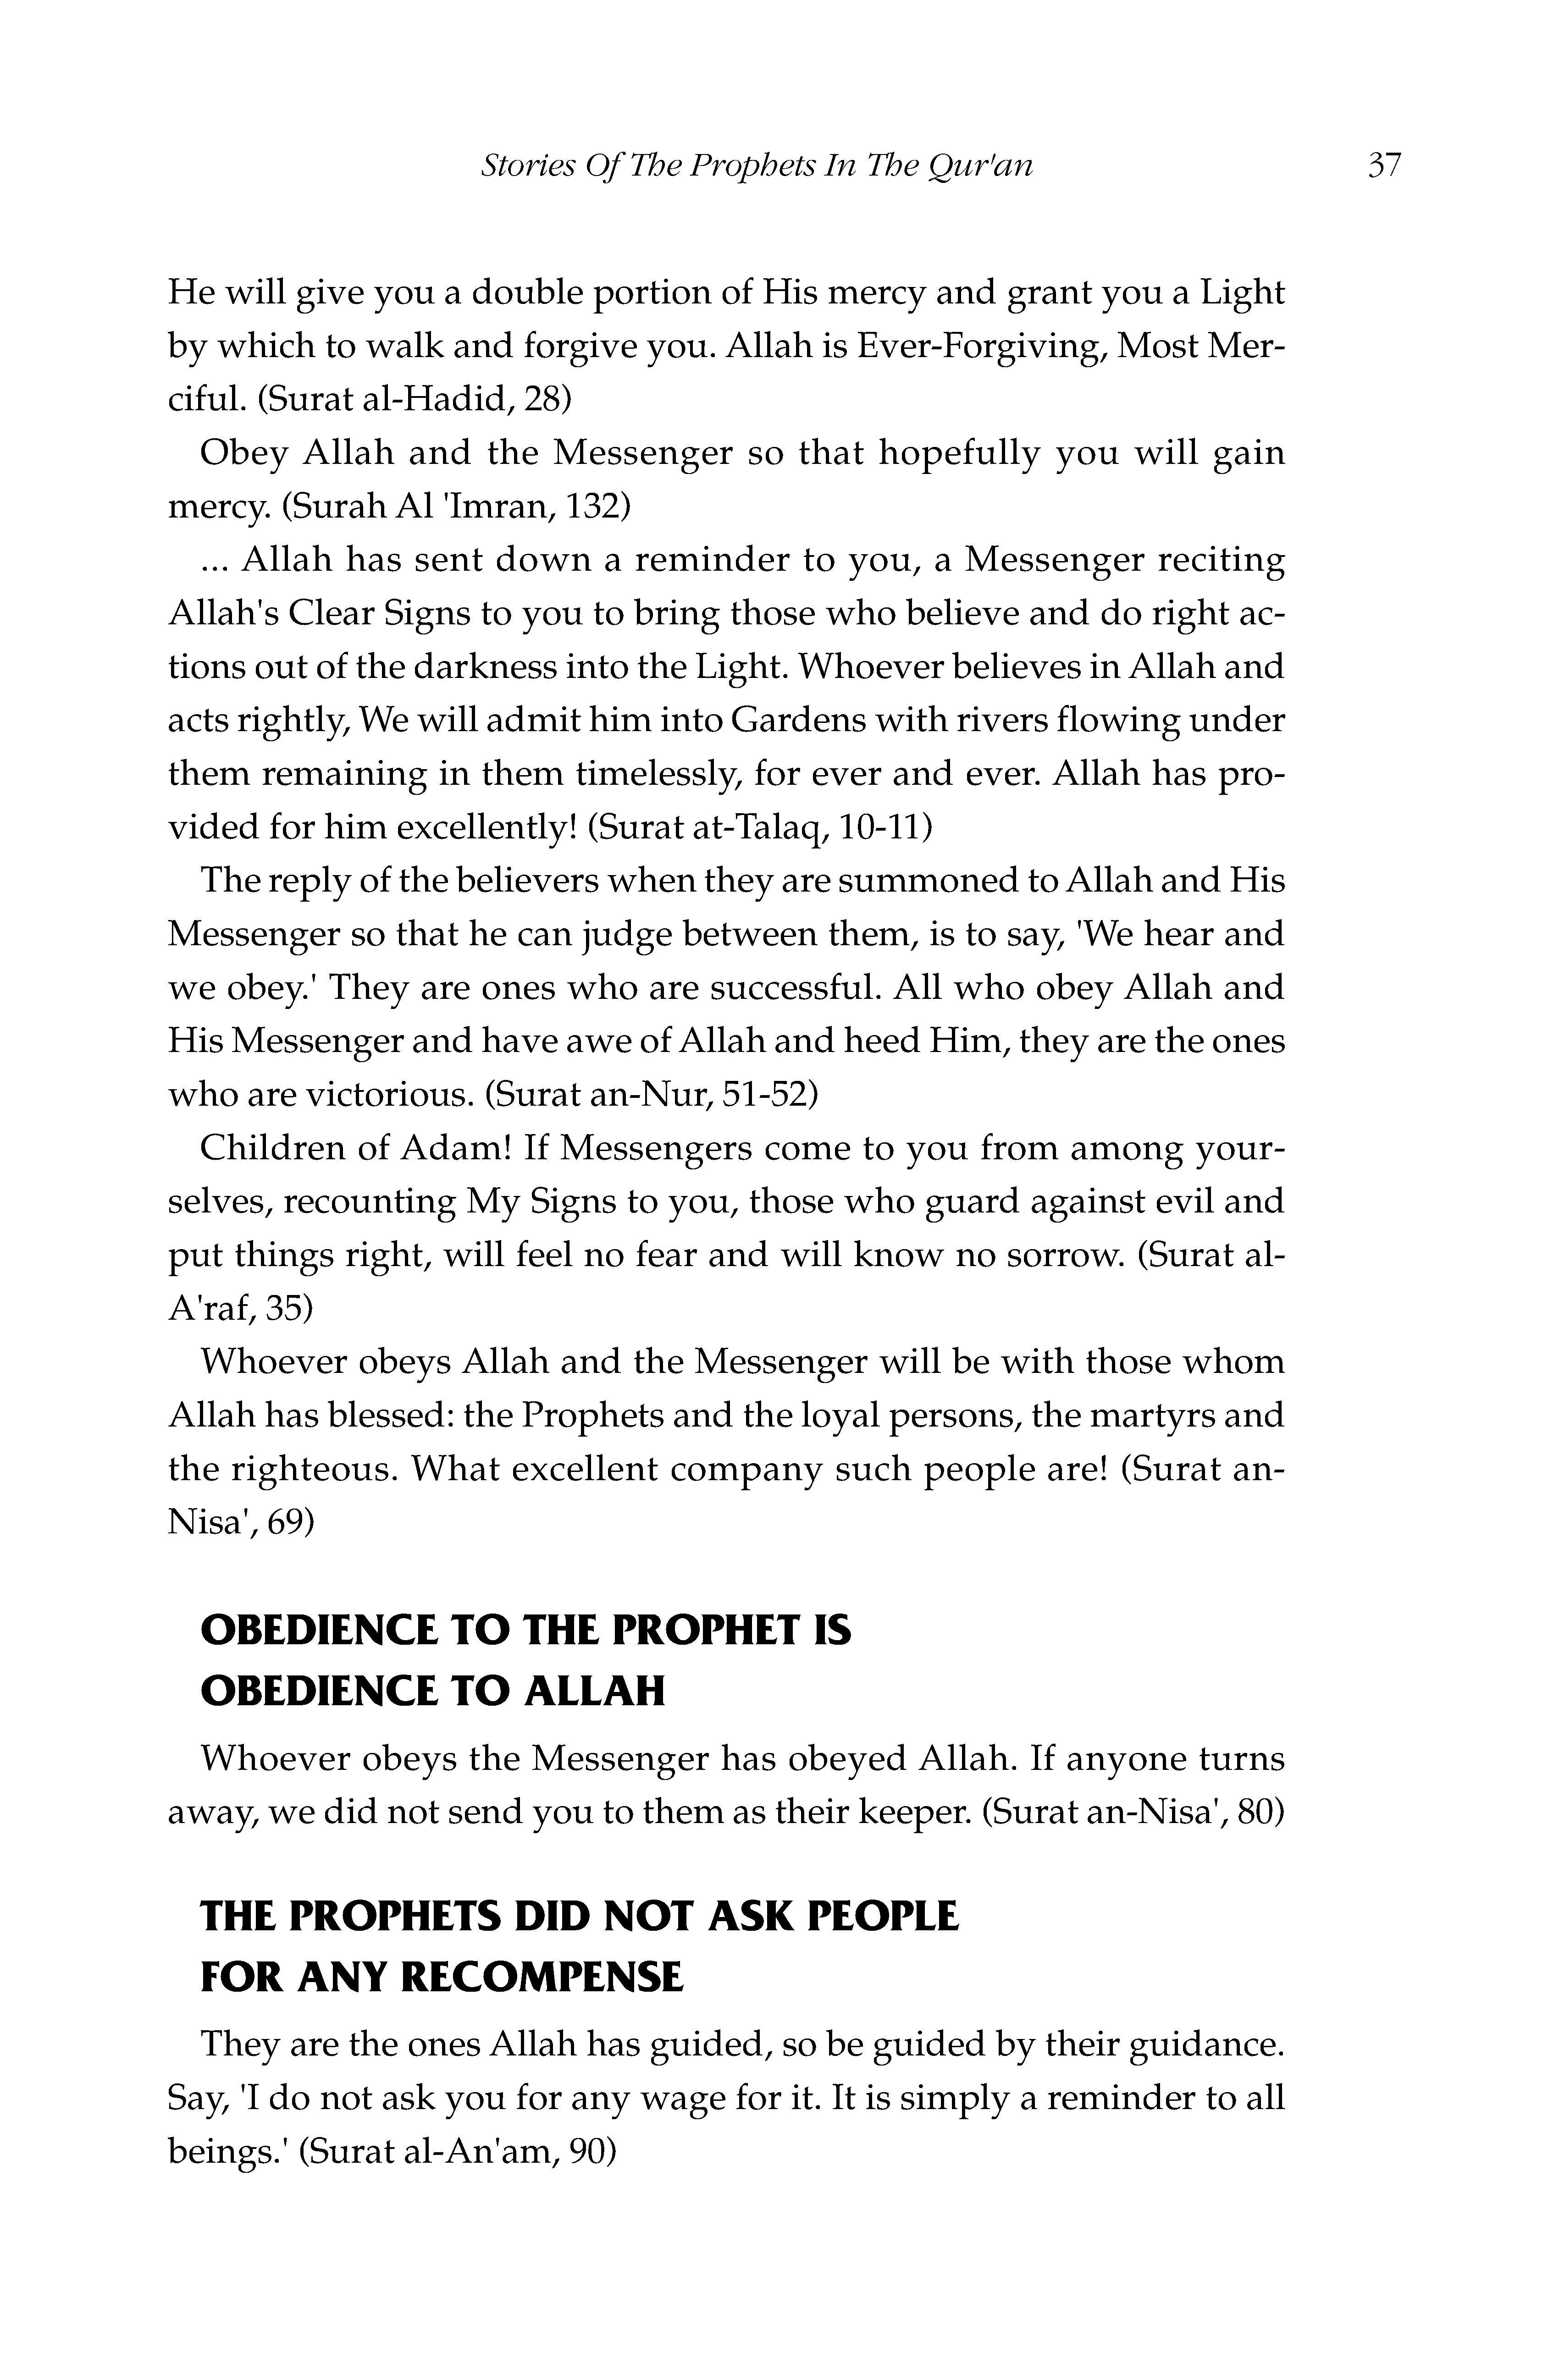 Stories Of The Prophets In The Qur'an 37
He will give you a double portion of His mercy and grant you a Light
by which to walk and forgive you. Allah is Ever-Forgiving, Most Mer-
ciful. (Surat al-Hadid, 28)
Obey Allah and the Messenger so that hopefully you will gain
mercy. (Surah Al 'Imran, 132)
... Allah has sent down a reminder to you, a Messenger reciting
Allah's Clear Signs to you to bring those who believe and do right ac-
tions out of the darkness into the Light. Whoever believes in Allah and
acts rightly, We will admit him into Gardens with rivers flowing under
them remaining in them timelessly, for ever and ever. Allah has pro-
vided for him excellently! (Surat at-Talaq, 10-11)
The reply of the believers when they are summoned to Allah and His
Messenger so that he can judge between them, is to say, 'We hear and
we obey.' They are ones who are successful. All who obey Allah and
His Messenger and have awe of Allah and heed Him, they are the ones
who are victorious. (Surat an-Nur, 51-52)
Children of Adam! If Messengers come to you from among your-
selves, recounting My Signs to you, those who guard against evil and
put things right, will feel no fear and will know no sorrow. (Surat al-
A'raf, 35)
Whoever obeys Allah and the Messenger will be with those whom
Allah has blessed: the Prophets and the loyal persons, the martyrs and
the righteous. What excellent company such people are! (Surat an-
Nisa', 69)
OBEDIENCE TO THE PROPHET IS
OBEDIENCE TO ALLAH
Whoever obeys the Messenger has obeyed Allah. If anyone turns
away, we did not send you to them as their keeper. (Surat an-Nisa', 80)
THE PROPHETS DID NOT ASK PEOPLE
FOR ANY RECOMPENSE
They are the ones Allah has guided, so be guided by their guidance.
Say, 'I do not ask you for any wage for it. It is simply a reminder to all
beings.' (Surat al-An'am, 90)